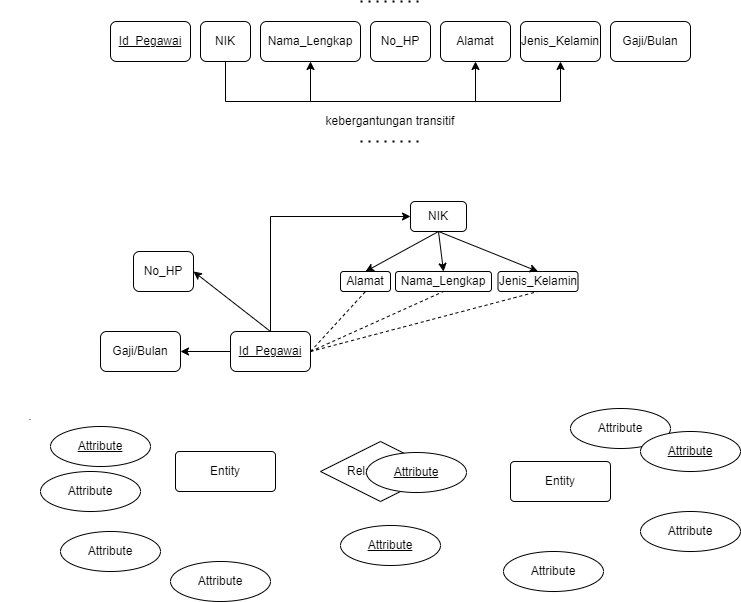 Id_Pegawai NIK Nama_Lengkap No_HP Alamat Jenis_Kelamin Gaji/Bulan
kebergantungan transitif
NIK
No_HP
Alamat Nama_Lengkap Jenis_Kelamin
Gaji/Bulan Id_Pegawai
Attribute
Attribute
Attribute
Attribute
Entity
Attribute
Attribute
Rel
Attribute
Entity
Attribute
Attribute
Attribute
Attribute
Attribute